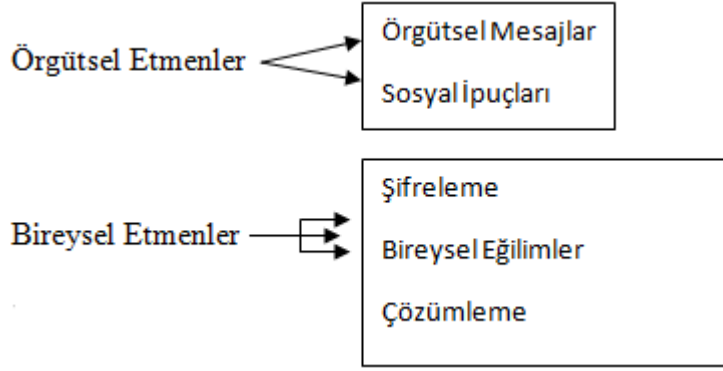 Örgütsel Etmenler
Örgütsel Mesajlar
Sosyal İpuçları
Bireysel Etmenler
Şifreleme
Bireysel Eğilimler
Çözümleme